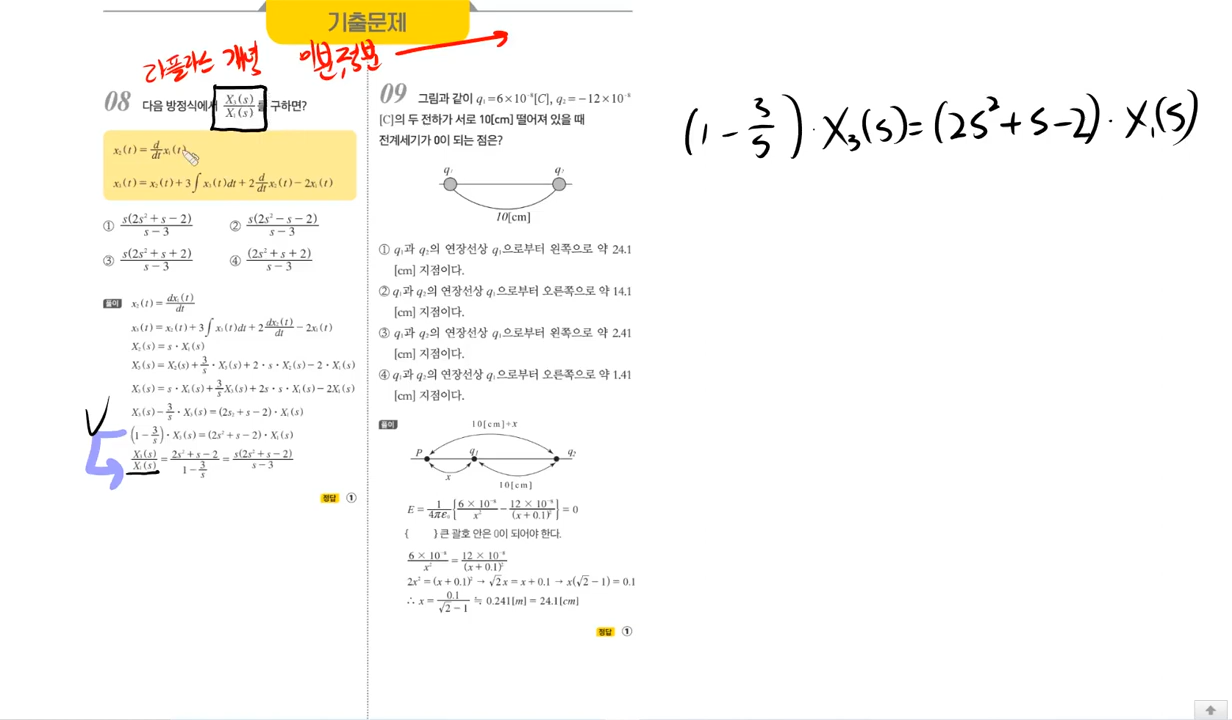 기출문제
라플라스 개념 미분,적분
08 다음 방정식에서 X₃(s)/X₁(s)를 구하면?
x₂(t) = d/dt x₁(t)
x₃(t) = x₂(t) + 3∫x₃(t)dt + 2 d/dt x₂(t) − 2x₁(t)
① s(2s² + s − 2)/s − 3 ② s(2s² − s − 2)/s − 3
③ s(2s² + s + 2)/s − 3 ④ (2s² + s + 2)/s − 3
풀이 x₂(t) = dx₁(t)/dt
x₃(t) = x₂(t) + 3∫x₃(t)dt + 2 dx₂(t)/dt − 2x₁(t)
X₂(s) = s · X₁(s)
X₃(s) = X₂(s) + 3/s · X₃(s) + 2 · s · X₂(s) − 2 · X₁(s)
X₃(s) = s · X₁(s) + 3/s X₃(s) + 2s · s · X₁(s) − 2X₁(s)
X₃(s) − 3/s · X₃(s) = (2s₂ + s − 2) · X₁(s)
(1 − 3/s) · X₃(s) = (2s² + s − 2) · X₁(s)
X₃(s)/X₁(s) = 2s² + s − 2/1 − 3/s = s(2s² + s − 2)/s − 3
정답 ①
09 그림과 같이 q₁ = 6×10⁻⁸[C], q₂ = −12×10⁻⁸
[C]의 두 전하가 서로 10[cm] 떨어져 있을 때
전계세기가 0이 되는 점은?
10[cm]
① q₁과 q₂의 연장선상 q₁으로부터 왼쪽으로 약 24.1
[cm] 지점이다.
② q₁과 q₂의 연장선상 q₁으로부터 오른쪽으로 약 14.1
[cm] 지점이다.
③ q₁과 q₂의 연장선상 q₁으로부터 왼쪽으로 약 2.41
[cm] 지점이다.
④ q₁과 q₂의 연장선상 q₁으로부터 오른쪽으로 약 1.41
[cm] 지점이다.
풀이
10[cm]+x
P q₁ q₂
x
10[cm]
E = 1/4πε₀ {6 × 10⁻⁸/x² − 12 × 10⁻⁸/(x + 0.1)²} = 0
{ } 큰 괄호 안은 0이 되어야 한다.
6 × 10⁻⁸/x² = 12 × 10⁻⁸/(x + 0.1)²
2x² = (x + 0.1)² → √2x = x + 0.1 → x(√2 − 1) = 0.1
∴ x = 0.1/√2 − 1 ≒ 0.241[m] = 24.1[cm]
정답 ①
(1 − 3/s) · X₃(s) = (2s² + s − 2) · X₁(s)